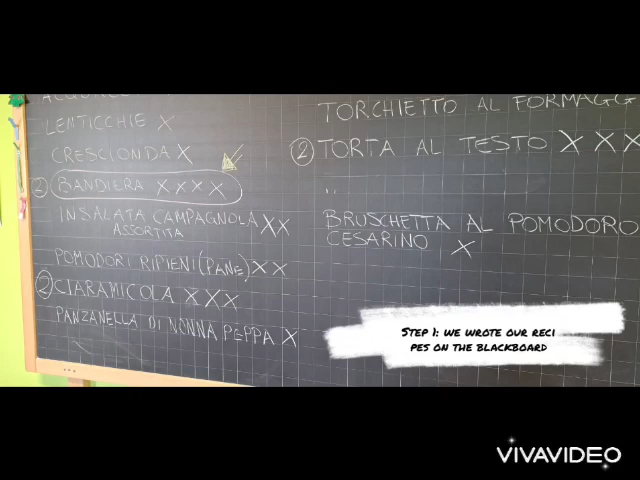 LENTICCHIE X
CRESCIONDA X
② BANDIERA X X X X
INSALATA CAMPAGNOLA XX
ASSORTITA
POMODORI RIPIENI (PANE) XX
② CIARAMICOLA X X X
PANZANELLA DI NONNA PEPPA X
TORCHIETTO AL FORMAGG
② TORTA AL TESTO X X X
,,
BRUSCHETTA AL POMODORO
CESARINO X
STEP 1: WE WROTE OUR RECI
PES ON THE BLACKBOARD
VIVAVIDEO